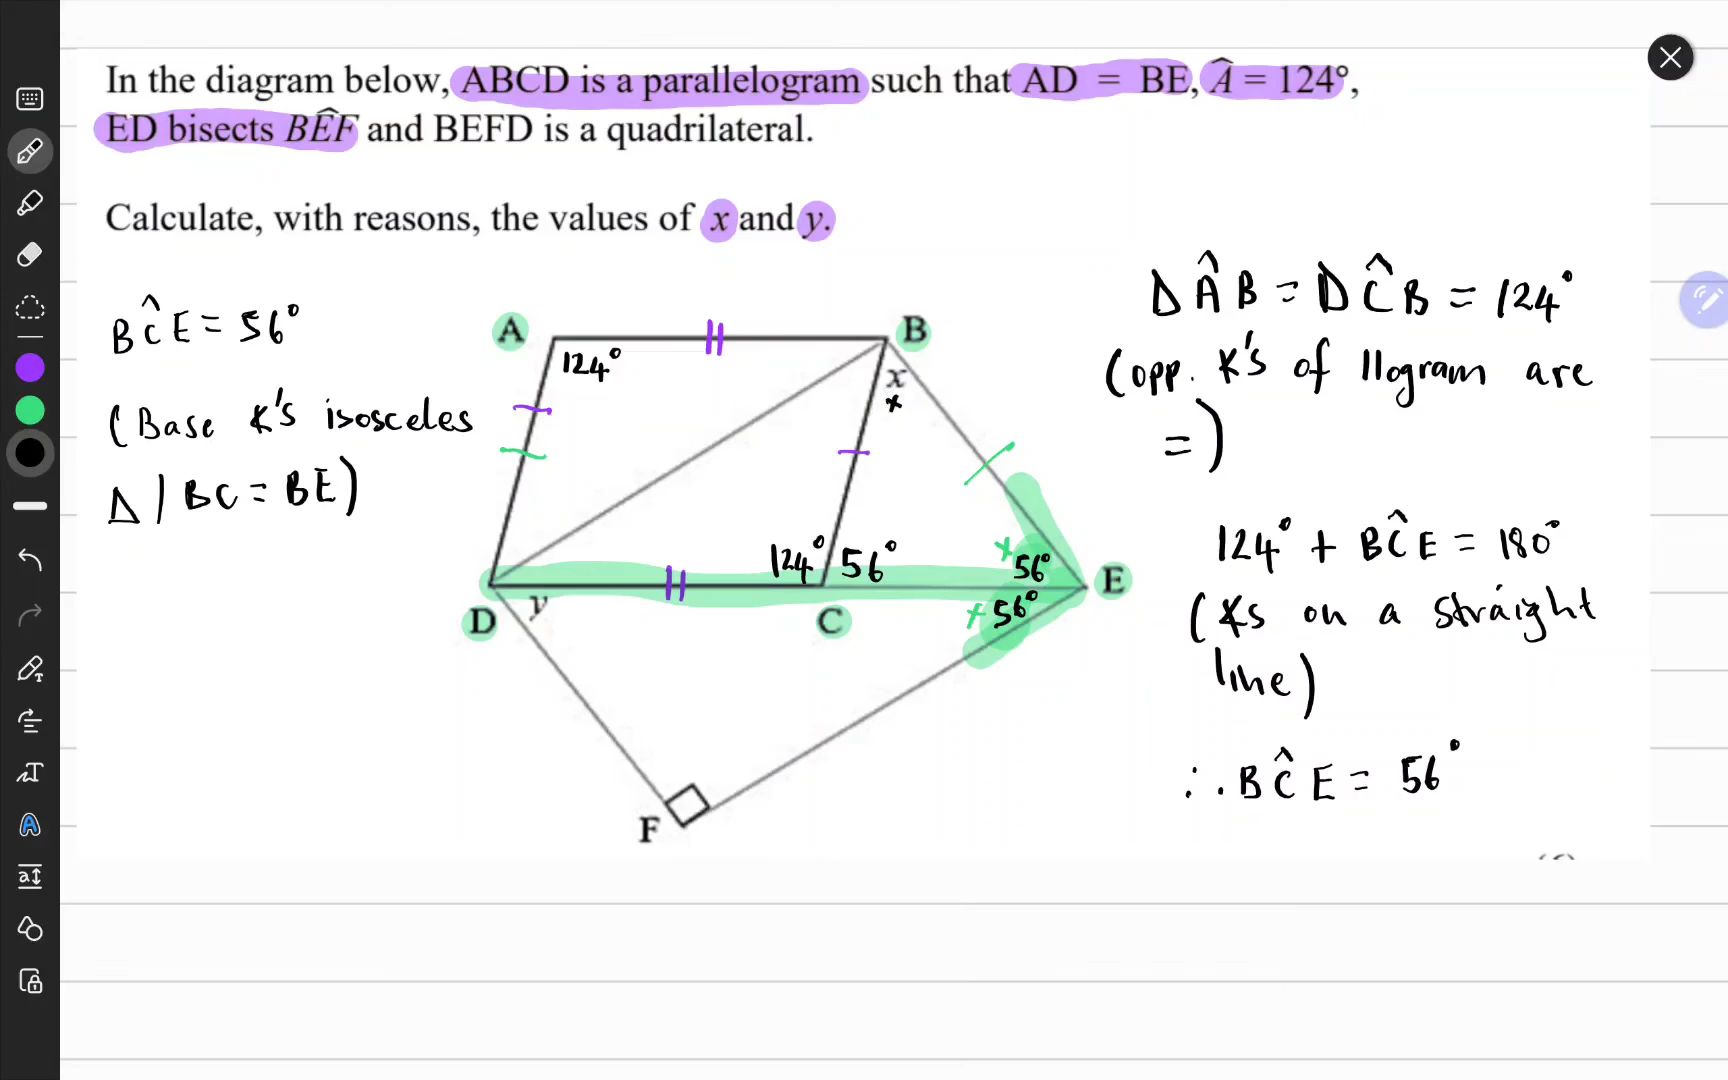 In the diagram below, ABCD is a parallelogram such that AD = BE, Â = 124°,
ED bisects BÊF and BEFD is a quadrilateral.
Calculate, with reasons, the values of x and y.
BĈE = 56°
(Base ∡'s isosceles
Δ | BC = BE)
A
B
124°
x
x
124°
56°
56°
56°
D
y
C
E
F
DÂB = DĈB = 124°
(opp. ∡'s of llogram are
=)
124° + BĈE = 180°
(∡s on a straight
line)
∴ BĈE = 56°